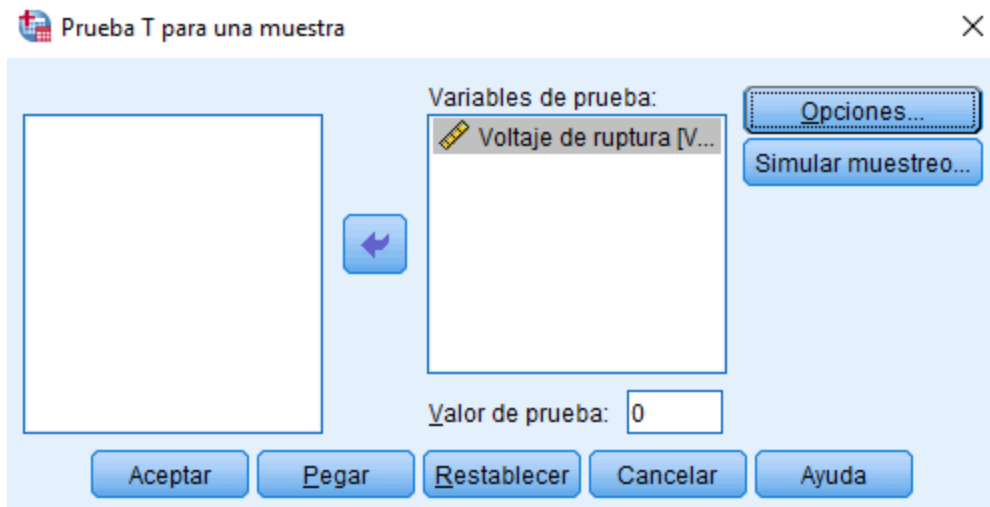 Prueba T para una muestra
Variables de prueba:
Voltaje de ruptura [V...
Opciones...
Simular muestreo...
Valor de prueba: 0
Aceptar Pegar Restablecer Cancelar Ayuda